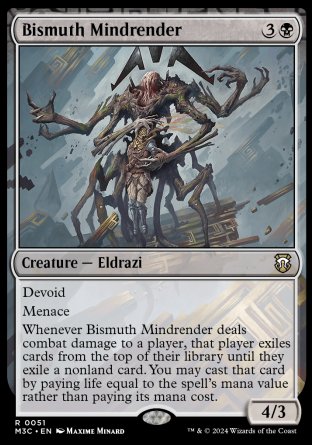 Bismuth Mindrender 3
Creature — Eldrazi
Devoid
Menace
Whenever Bismuth Mindrender deals
combat damage to a player, that player exiles
cards from the top of their library until they
exile a nonland card. You may cast that card
by paying life equal to the spell's mana value
rather than paying its mana cost.
4/3
R 0051
M3C • EN Maxime Minard
™ & © 2024 Wizards of the Coast